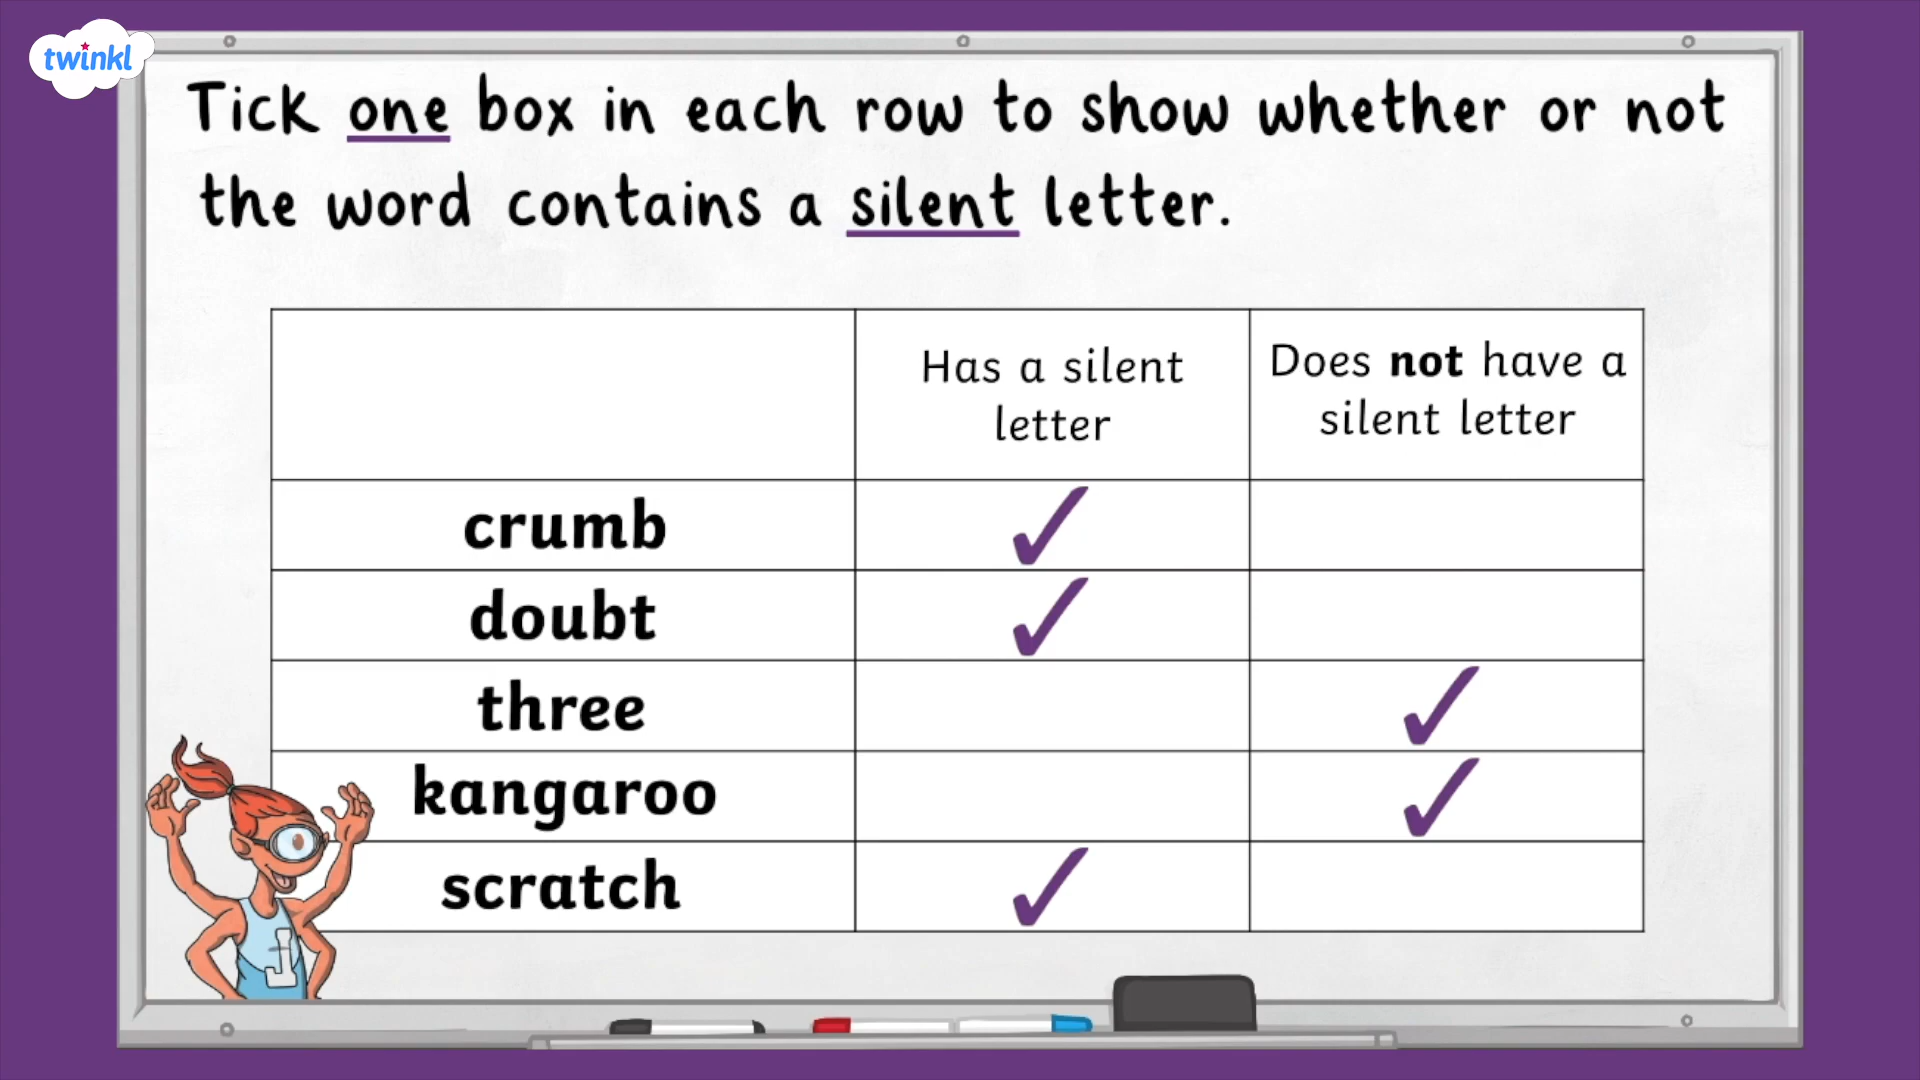 twinkl
Tick one box in each row to show whether or not
the word contains a silent letter.
Has a silent
letter
Does not have a
silent letter
crumb ✓
doubt ✓
three ✓
kangaroo ✓
scratch ✓
J